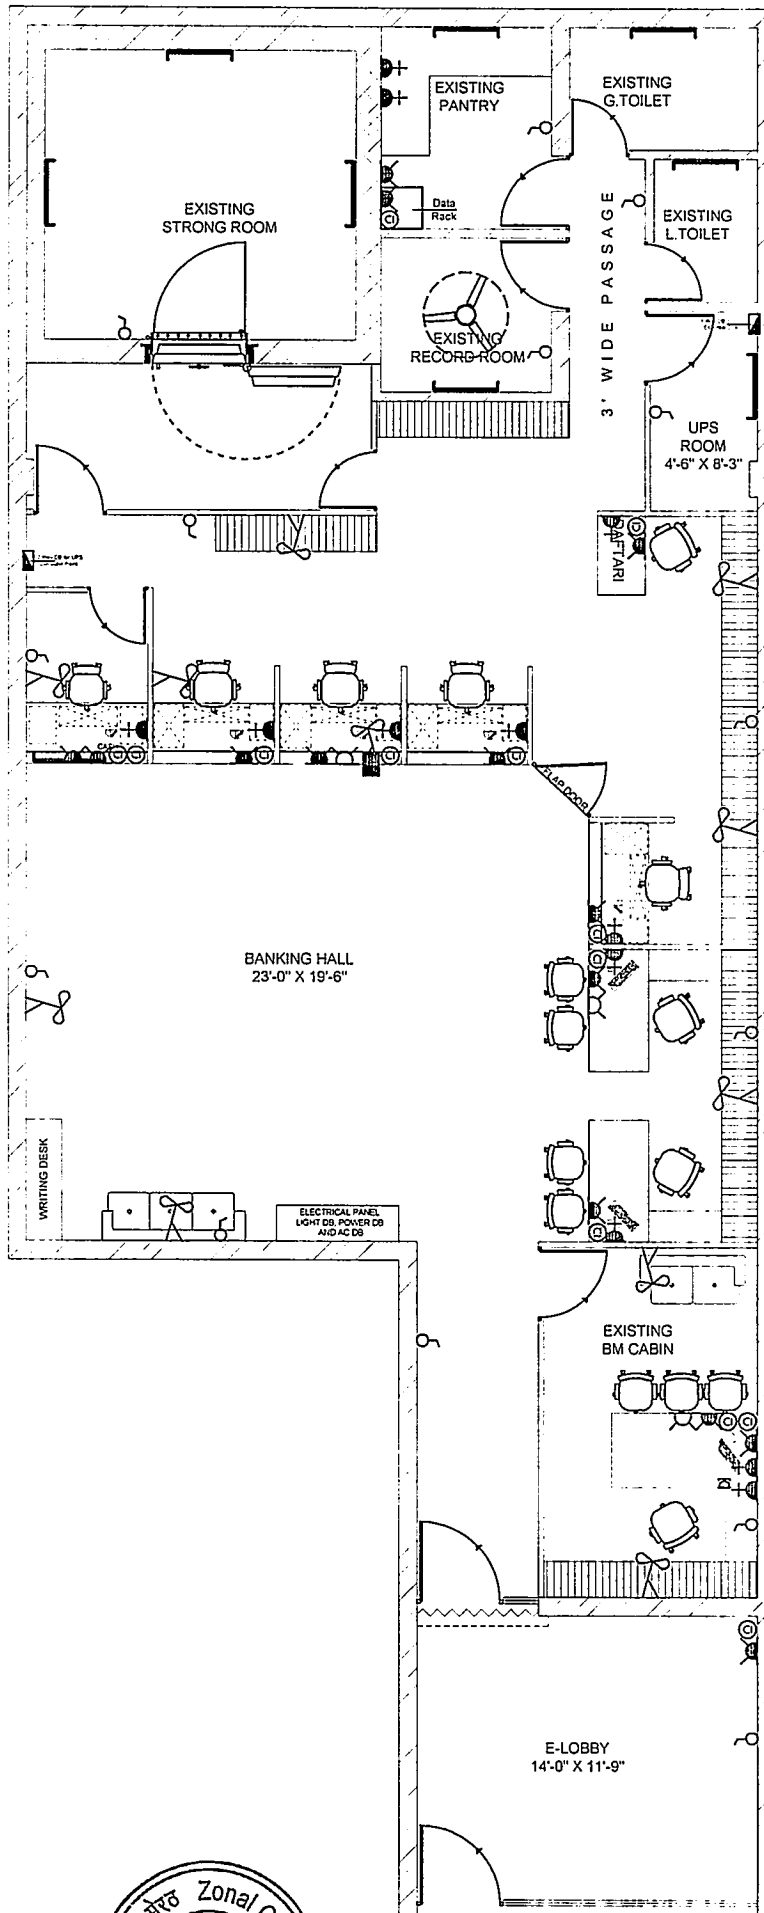 EXISTING
PANTRY
EXISTING
G.TOILET
EXISTING
STRONG ROOM
Data
Rack
EXISTING
L.TOILET
3' WIDE PASSAGE
EXISTING
RECORD ROOM
UPS
ROOM
4'-6" X 8'-3"
DAFTARI
FLAP DOOR
BANKING HALL
23'-0" X 19'-6"
WRITING DESK
ELECTRICAL PANEL
LIGHT DB, POWER DB
AND AC DB
EXISTING
BM CABIN
E-LOBBY
14'-0" X 11'-9"
Zonal